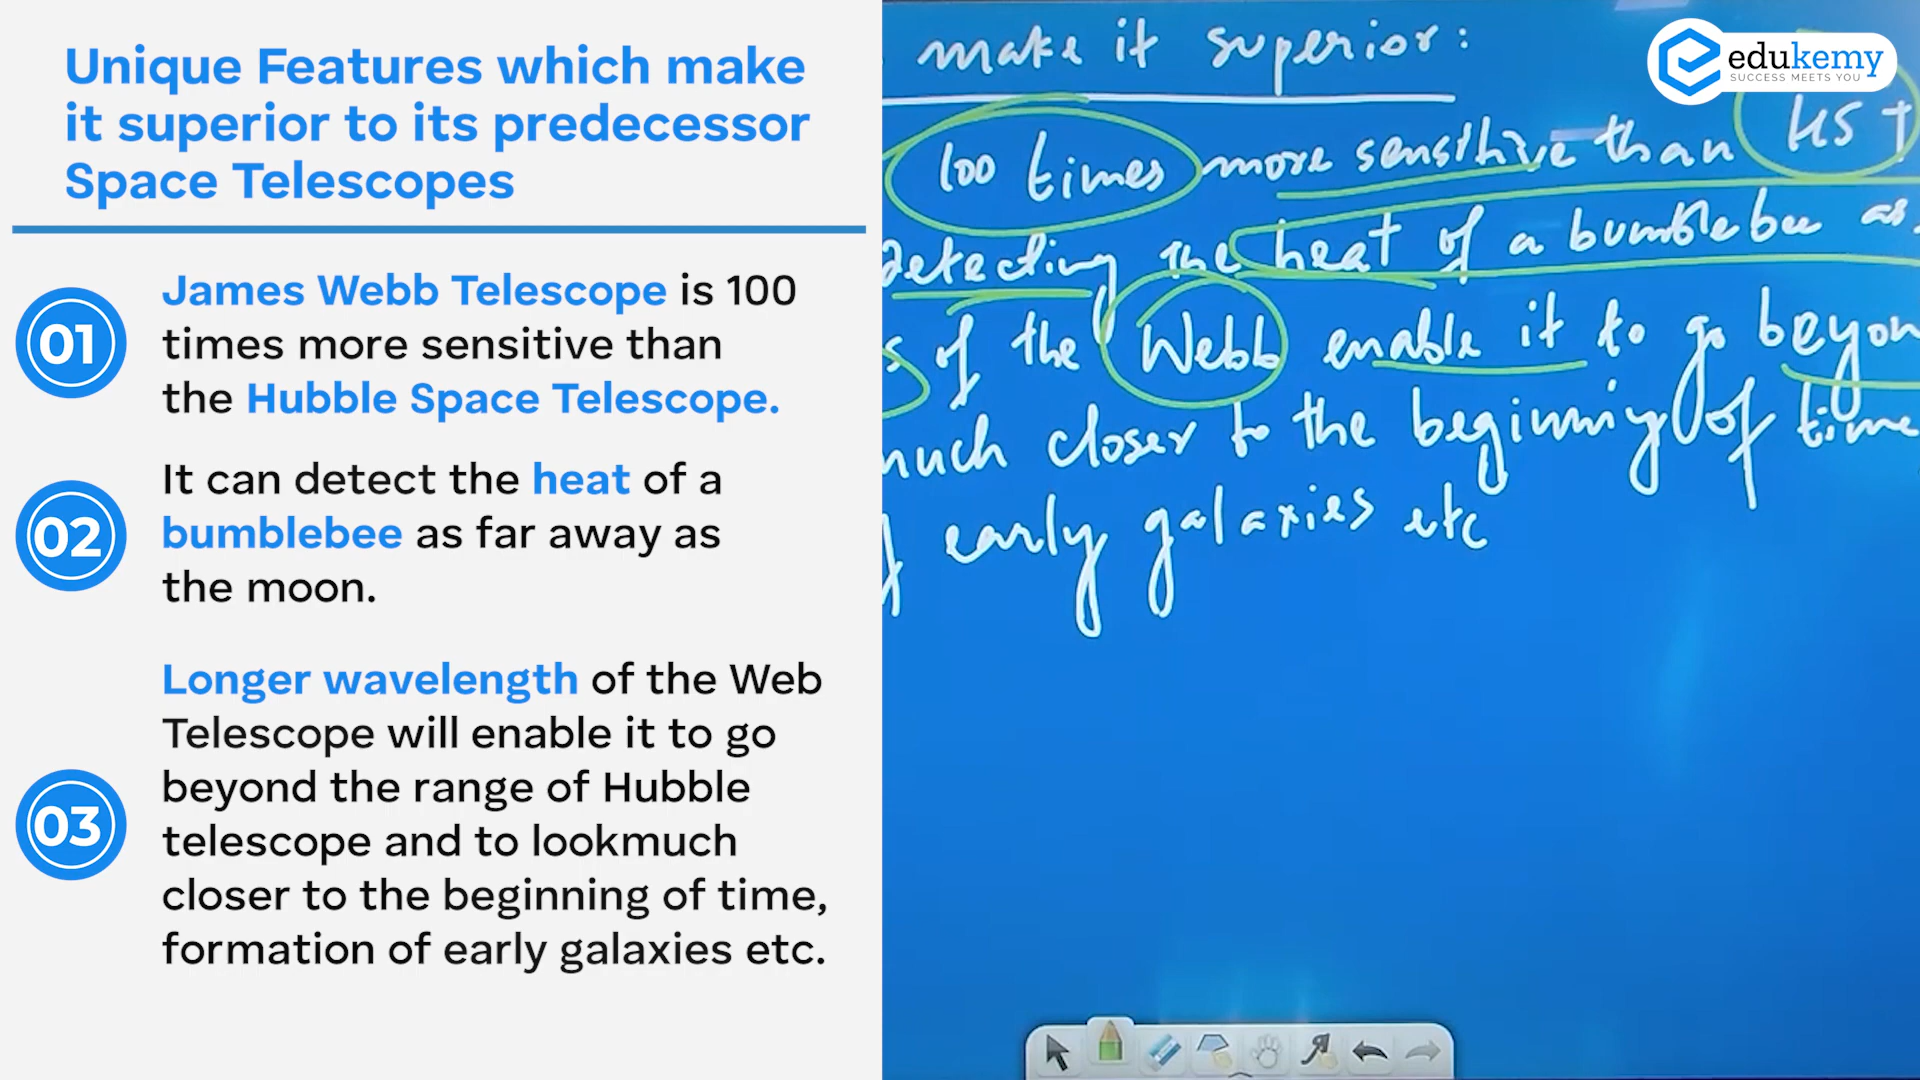 Unique Features which make
it superior to its predecessor
Space Telescopes
01
James Webb Telescope is 100
times more sensitive than
the Hubble Space Telescope.
02
It can detect the heat of a
bumblebee as far away as
the moon.
03
Longer wavelength of the Web
Telescope will enable it to go
beyond the range of Hubble
telescope and to lookmuch
closer to the beginning of time,
formation of early galaxies etc.
make it superior:
100 times more sensitive than HST
detecting the heat of a bumblebee as
s of the Webb enable it to go beyon
much closer to the beginning of time
f early galaxies etc
edukemy
SUCCESS MEETS YOU